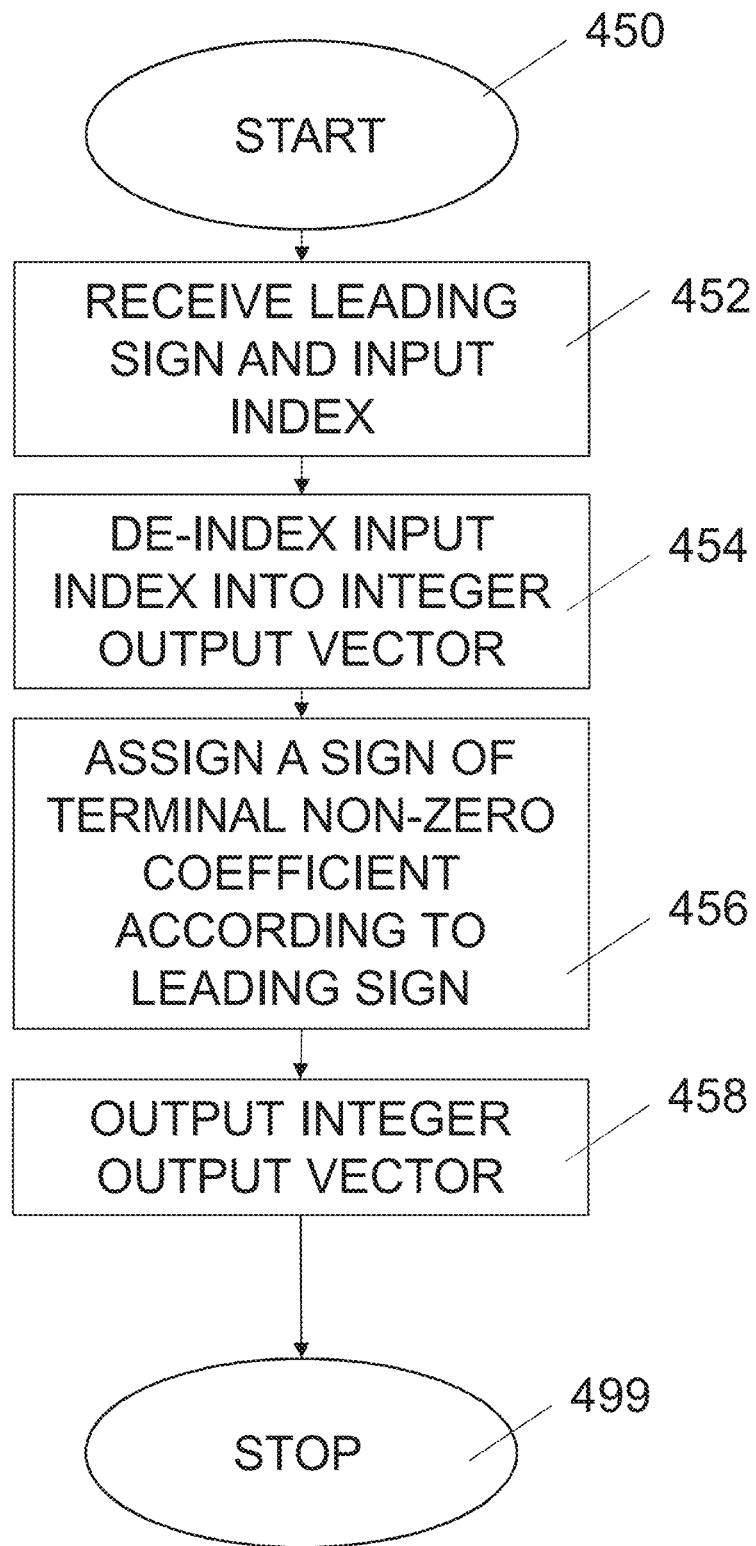 450
START
RECEIVE LEADING
SIGN AND INPUT
INDEX
452
DE-INDEX INPUT
INDEX INTO INTEGER
OUTPUT VECTOR
454
ASSIGN A SIGN OF
TERMINAL NON-ZERO
COEFFICIENT
ACCORDING TO
LEADING SIGN
456
OUTPUT INTEGER
OUTPUT VECTOR
458
STOP
499